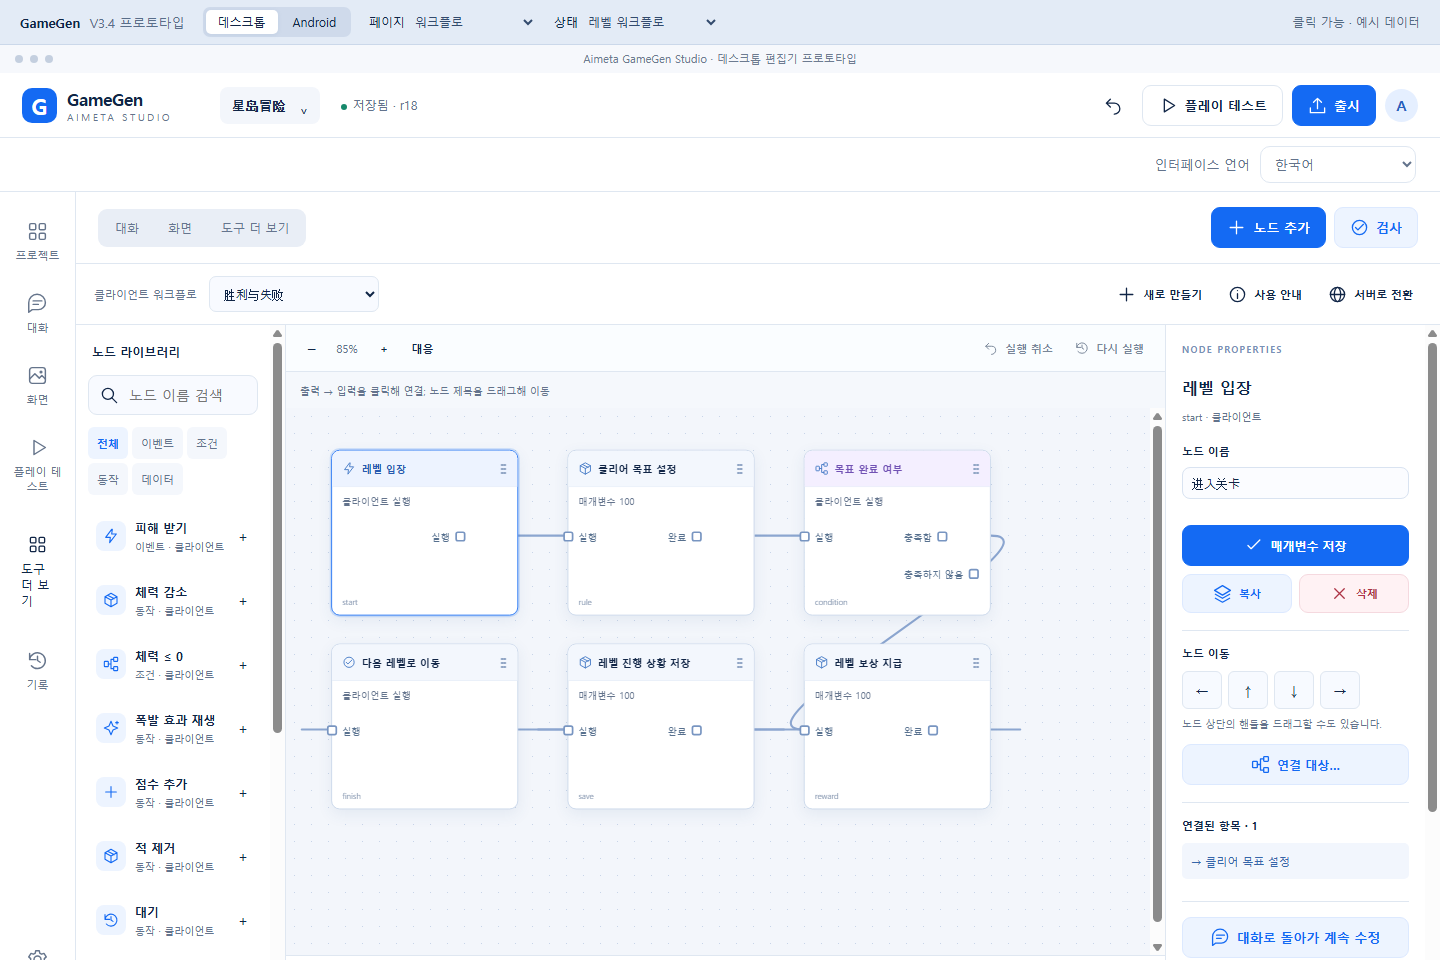 GameGen V3.4 프로토타입 데스크톱 Android 페이지 워크플로 상태 레벨 워크플로 클릭 가능 · 예시 데이터
Aimeta GameGen Studio · 데스크톱 편집기 프로토타입
G GameGen
AIMETA STUDIO
星岛冒险
저장됨 · r18
플레이 테스트
출시
A
인터페이스 언어 한국어
프로젝트
대화
화면
플레이 테
스트
도구
더 보
기
기록
대화 화면 도구 더 보기
노드 추가
검사
클라이언트 워크플로 胜利与失败
새로 만들기 사용 안내 서버로 전환
노드 라이브러리
노드 이름 검색
전체 이벤트 조건
동작 데이터
피해 받기
이벤트 · 클라이언트
+
체력 감소
동작 · 클라이언트
+
체력 ≤ 0
조건 · 클라이언트
+
폭발 효과 재생
동작 · 클라이언트
+
점수 추가
동작 · 클라이언트
+
적 제거
동작 · 클라이언트
+
대기
동작 · 클라이언트
+
− 85% + 대응 실행 취소 다시 실행
출력 → 입력을 클릭해 연결; 노드 제목을 드래그해 이동
레벨 입장
클라이언트 실행
실행
start
클리어 목표 설정
매개변수 100
실행 완료
rule
목표 완료 여부
클라이언트 실행
실행 충족함
충족하지 않음
condition
다음 레벨로 이동
클라이언트 실행
실행
finish
레벨 진행 상황 저장
매개변수 100
실행 완료
save
레벨 보상 지급
매개변수 100
실행 완료
reward
NODE PROPERTIES
레벨 입장
start · 클라이언트
노드 이름
进入关卡
매개변수 저장
복사 삭제
노드 이동
← ↑ ↓ →
노드 상단의 핸들을 드래그할 수도 있습니다.
연결 대상...
연결된 항목 · 1
→ 클리어 목표 설정
대화로 돌아가 계속 수정